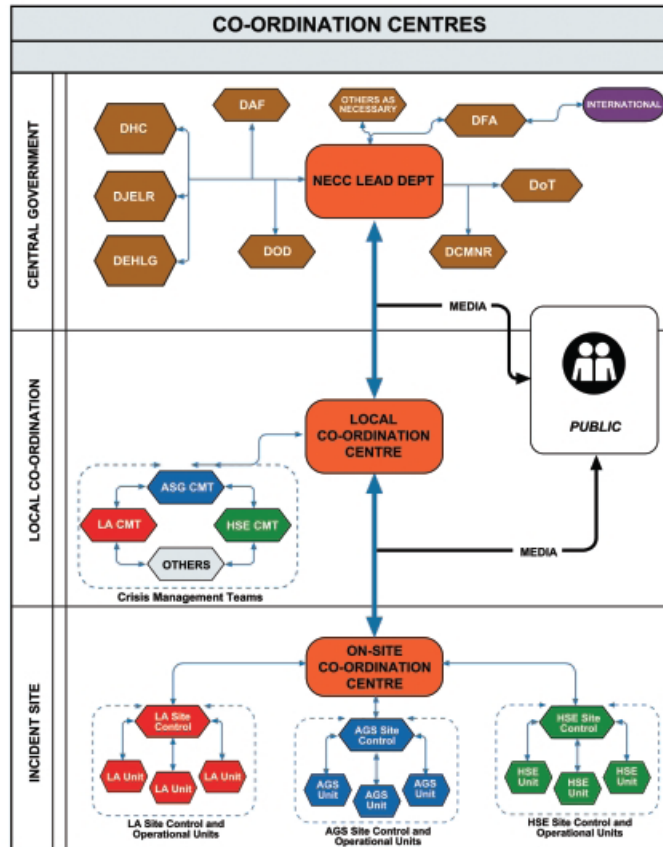 CO-ORDINATION CENTRES
CENTRAL GOVERNMENT
DAF
OTHERS AS
NECESSARY
INTERNATIONAL
DHC
DFA
NECC LEAD DEPT
DoT
DJELR
DEHLG
DOD
DCMNR
MEDIA
PUBLIC
LOCAL CO-ORDINATION
LOCAL
CO-ORDINATION
CENTRE
ASG CMT
LA CMT
HSE CMT
OTHERS
Crisis Management Teams
MEDIA
INCIDENT SITE
ON-SITE
CO-ORDINATION
CENTRE
LA Site
Control
AGS Site
Control
HSE Site
Control
LA Unit
LA Unit
LA Unit
AGS
Unit
AGS
Unit
AGS
Unit
HSE
Unit
HSE
Unit
HSE
Unit
LA Site Control and
Operational Units
AGS Site Control and
Operational Units
HSE Site Control and
Operational Units